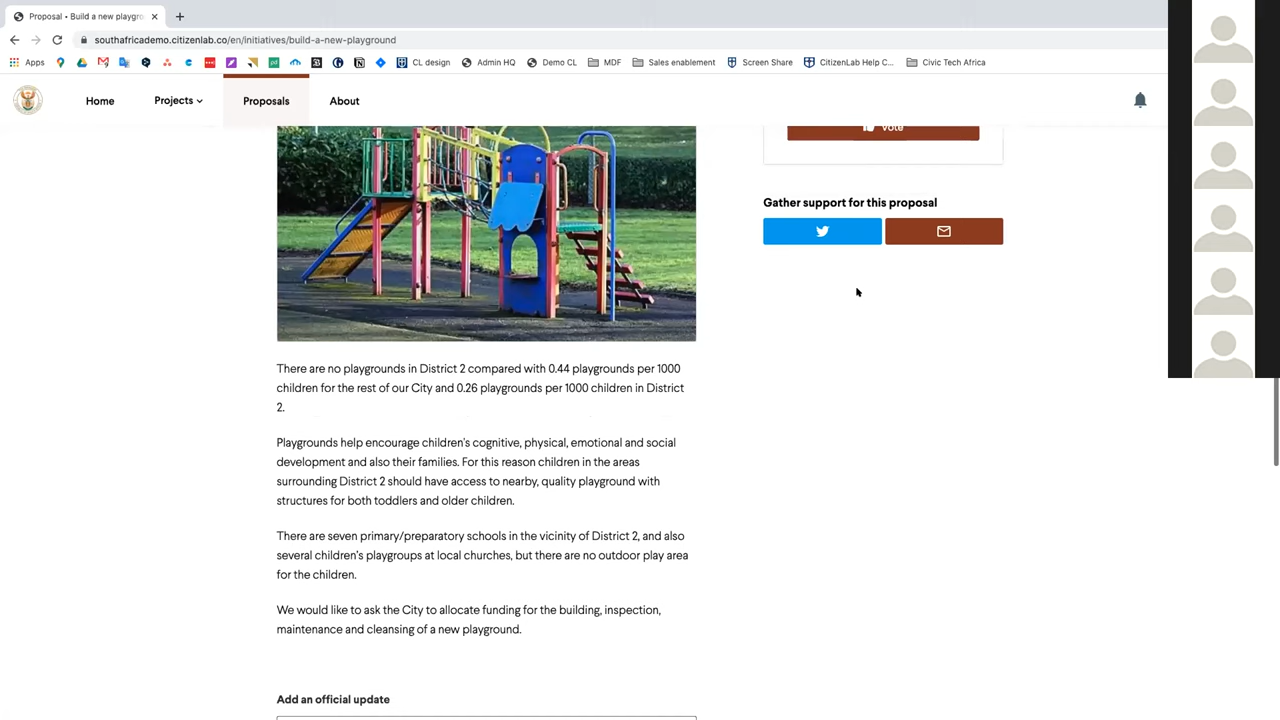 Proposal • Build a new playgro
southafricademo.citizenlab.co/en/initiatives/build-a-new-playground
Apps
CL design
Admin HQ
Demo CL
MDF
Sales enablement
Screen Share
CitizenLab Help C...
Civic Tech Africa
Home
Projects
Proposals
About
Vote
Gather support for this proposal
There are no playgrounds in District 2 compared with 0.44 playgrounds per 1000
children for the rest of our City and 0.26 playgrounds per 1000 children in District
2.
Playgrounds help encourage children's cognitive, physical, emotional and social
development and also their families. For this reason children in the areas
surrounding District 2 should have access to nearby, quality playground with
structures for both toddlers and older children.
There are seven primary/preparatory schools in the vicinity of District 2, and also
several children's playgroups at local churches, but there are no outdoor play area
for the children.
We would like to ask the City to allocate funding for the building, inspection,
maintenance and cleansing of a new playground.
Add an official update